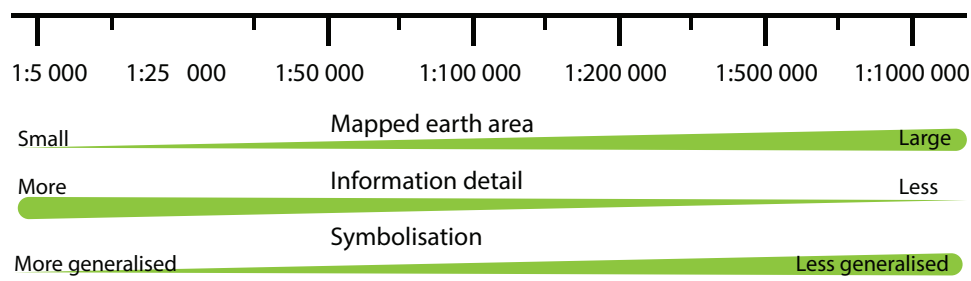 1:5 000 1:25 000 1:50 000 1:100 000 1:200 000 1:500 000 1:1000 000
Mapped earth area
Small Large
Information detail
More Less
Symbolisation
More generalised Less generalised